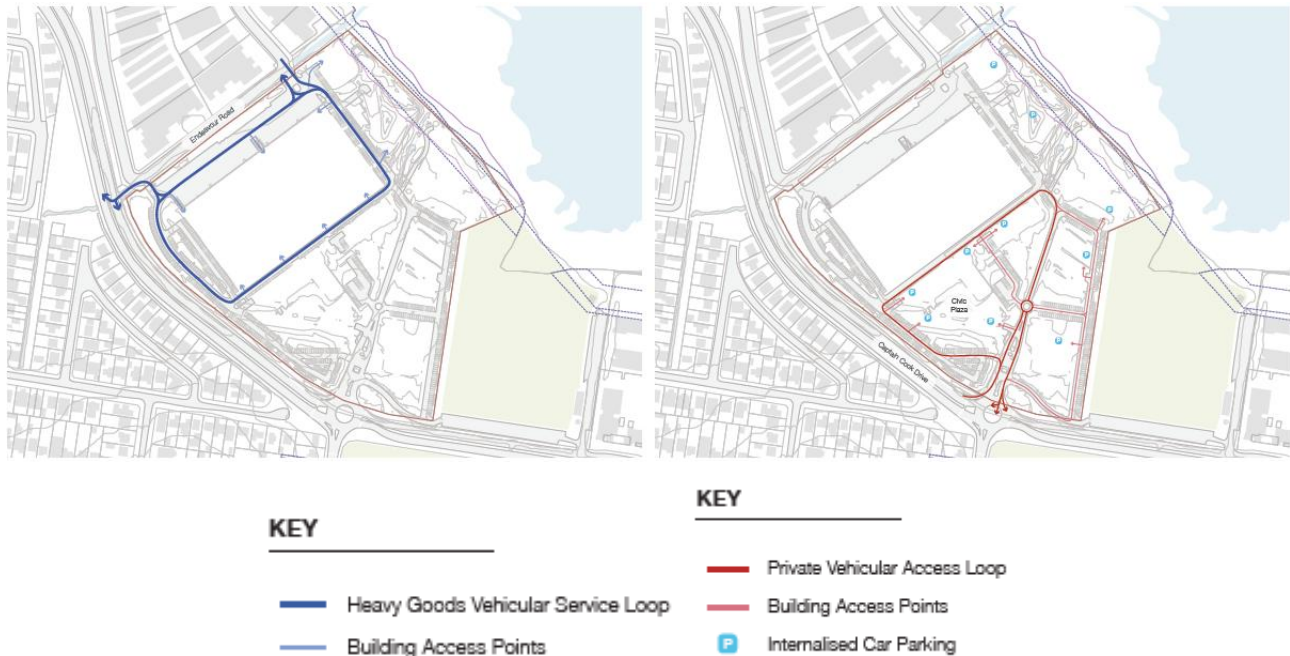 Endeavour Road
P
P
P
P
P
P
P
P
P
P
Civic
Plaza
P
Captain Cook Drive
KEY
Heavy Goods Vehicular Service Loop
Building Access Points
KEY
Private Vehicular Access Loop
Building Access Points
P Internalised Car Parking